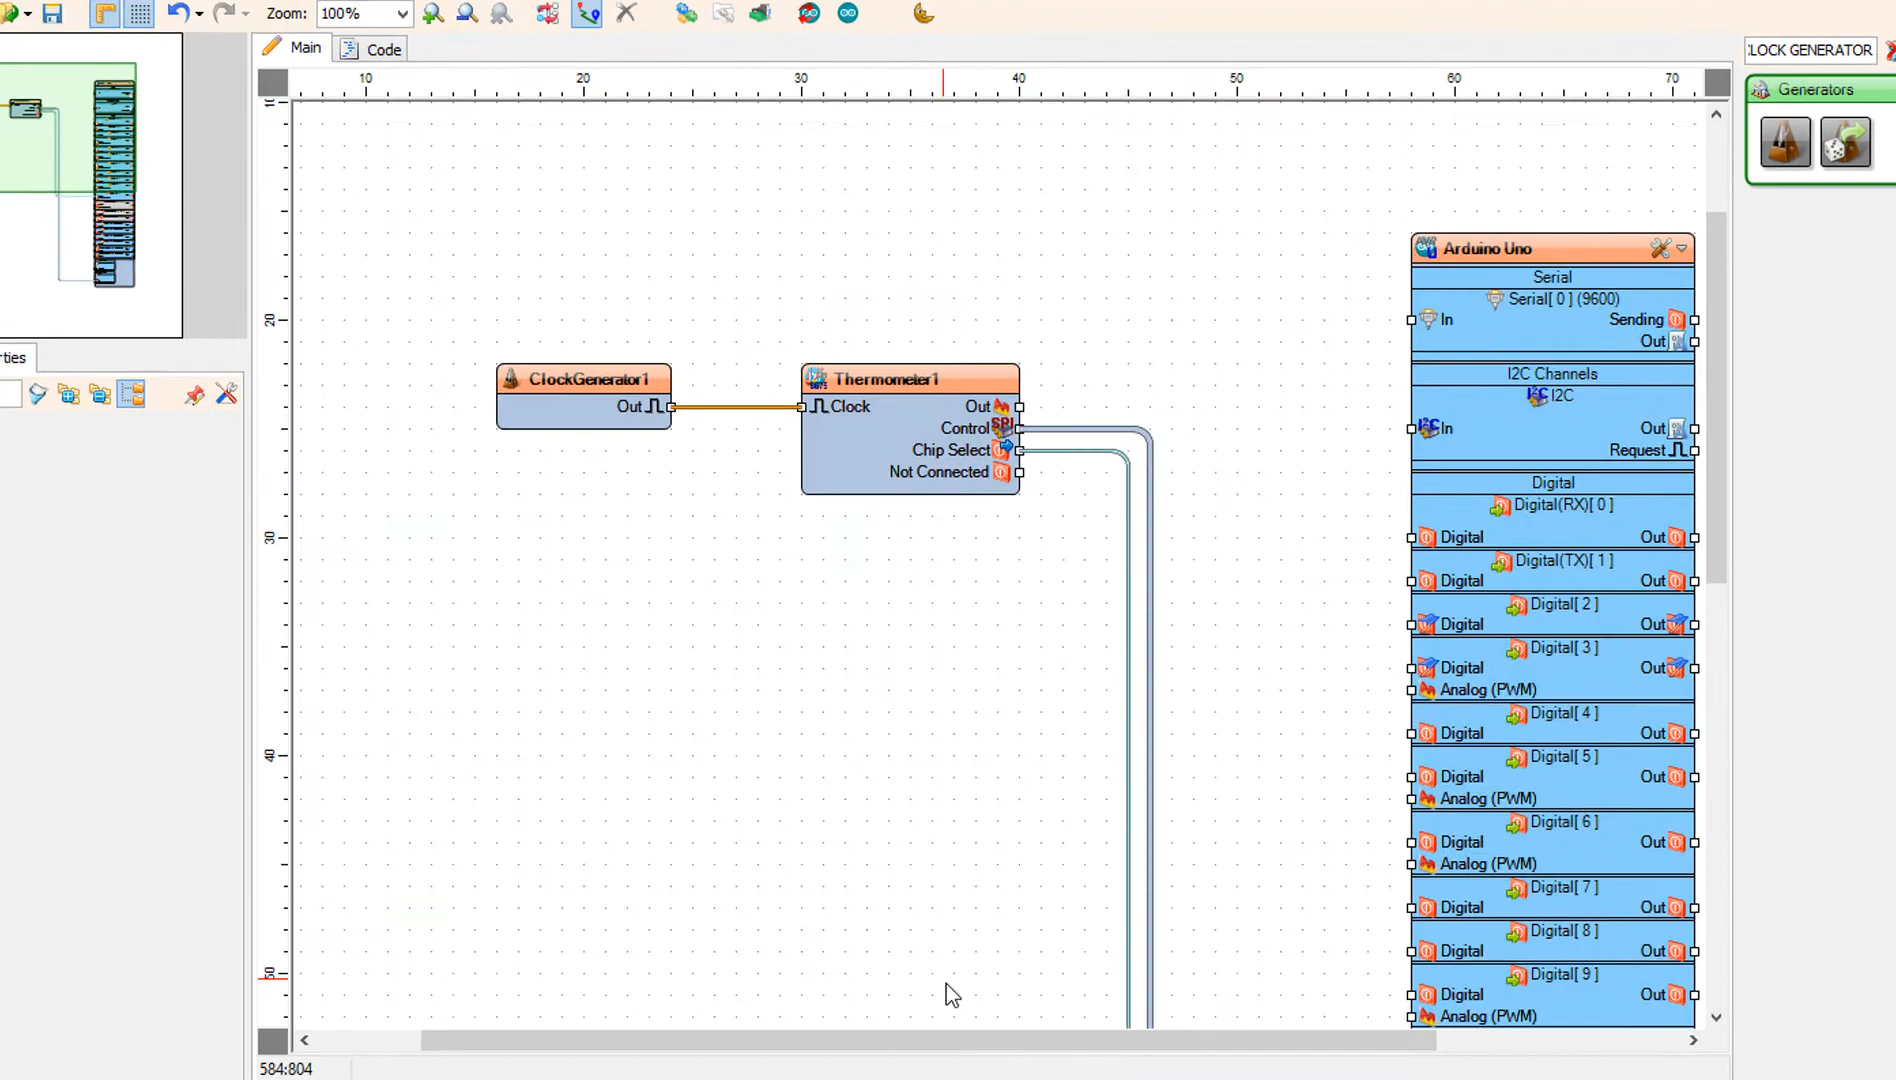 Zoom: 100%
Main Code
LOCK GENERATOR
10 20 30 40 50 60 70
Generators
10
20
30
40
50
rties
ClockGenerator1
Out
Thermometer1
Clock Out
Control SPI
Chip Select
Not Connected
Arduino Uno
Serial
Serial[ 0 ] (9600)
In Sending
Out
I2C Channels
I2C
In Out
Request
Digital
Digital(RX)[ 0 ]
Digital Out
Digital(TX)[ 1 ]
Digital Out
Digital[ 2 ]
Digital Out
Digital[ 3 ]
Digital Out
Analog (PWM)
Digital[ 4 ]
Digital Out
Digital[ 5 ]
Digital Out
Analog (PWM)
Digital[ 6 ]
Digital Out
Analog (PWM)
Digital[ 7 ]
Digital Out
Digital[ 8 ]
Digital Out
Digital[ 9 ]
Digital Out
Analog (PWM)
584:804